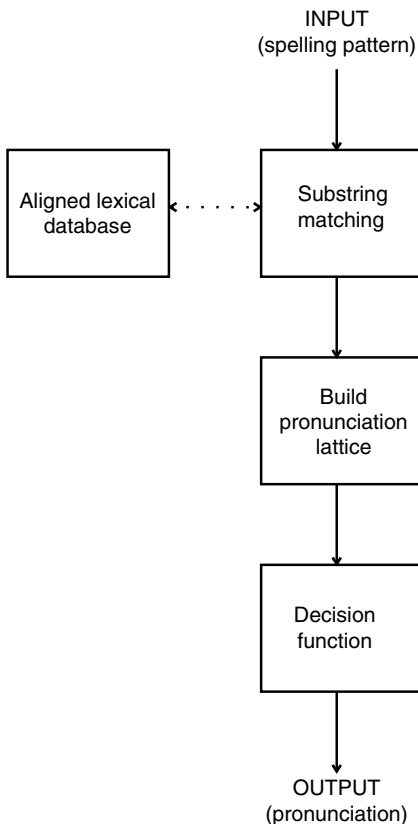 INPUT
(spelling pattern)
Aligned lexical
database
Substring
matching
Build
pronunciation
lattice
Decision
function
OUTPUT
(pronunciation)